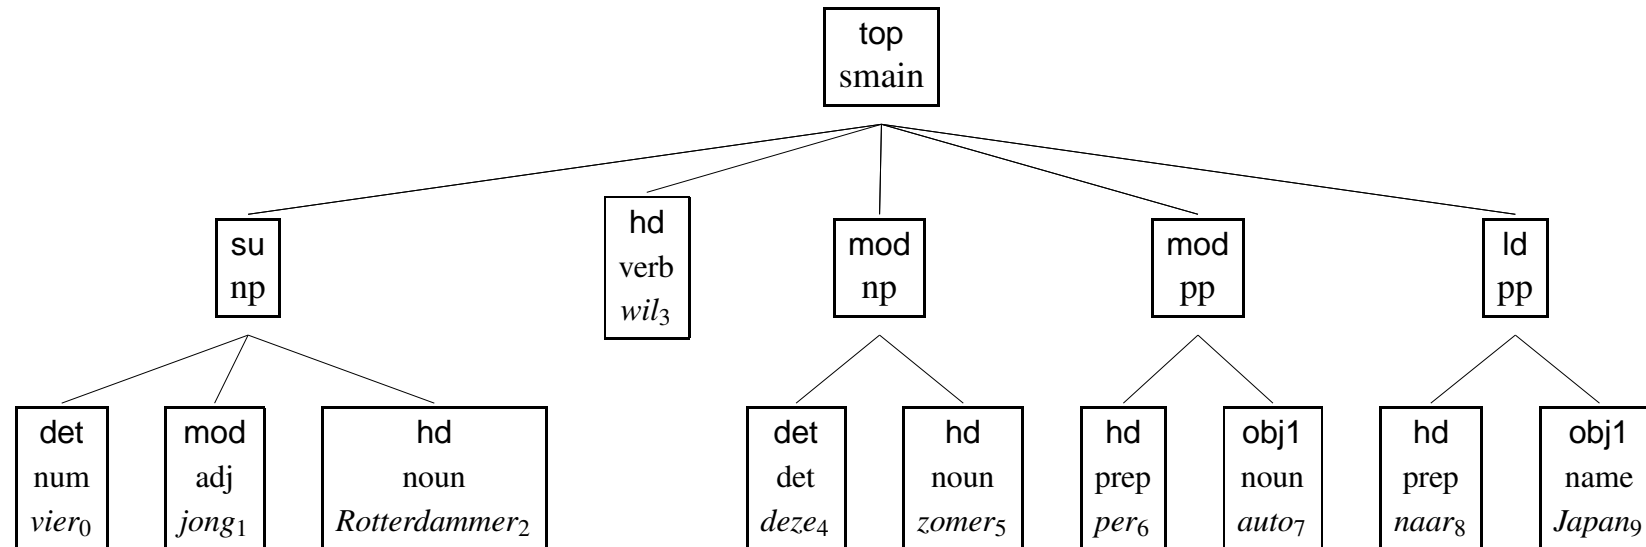 top
smain
su
np
hd
verb
wil3
mod
np
mod
pp
ld
pp
det
num
vier0
mod
adj
jong1
hd
noun
Rotterdammer2
det
det
deze4
hd
noun
zomer5
hd
prep
per6
obj1
noun
auto7
hd
prep
naar8
obj1
name
Japan9